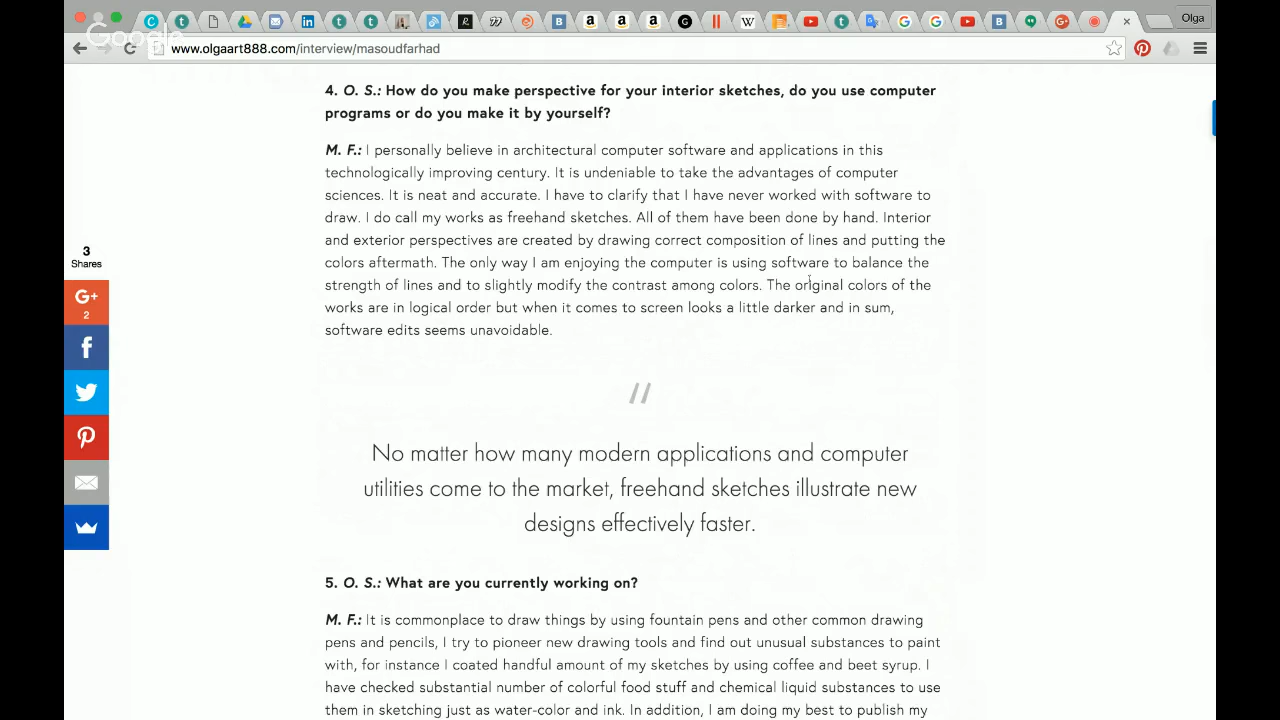 Olga
Google
www.olgaart888.com/interview/masoudfarhad
4. O. S.: How do you make perspective for your interior sketches, do you use computer
programs or do you make it by yourself?
M. F.: I personally believe in architectural computer software and applications in this
technologically improving century. It is undeniable to take the advantages of computer
sciences. It is neat and accurate. I have to clarify that I have never worked with software to
draw. I do call my works as freehand sketches. All of them have been done by hand. Interior
and exterior perspectives are created by drawing correct composition of lines and putting the
colors aftermath. The only way I am enjoying the computer is using software to balance the
strength of lines and to slightly modify the contrast among colors. The original colors of the
works are in logical order but when it comes to screen looks a little darker and in sum,
software edits seems unavoidable.
3
Shares
G+
2
"
No matter how many modern applications and computer
utilities come to the market, freehand sketches illustrate new
designs effectively faster.
5. O. S.: What are you currently working on?
M. F.: It is commonplace to draw things by using fountain pens and other common drawing
pens and pencils, I try to pioneer new drawing tools and find out unusual substances to paint
with, for instance I coated handful amount of my sketches by using coffee and beet syrup. I
have checked substantial number of colorful food stuff and chemical liquid substances to use
them in sketching just as water-color and ink. In addition, I am doing my best to publish my